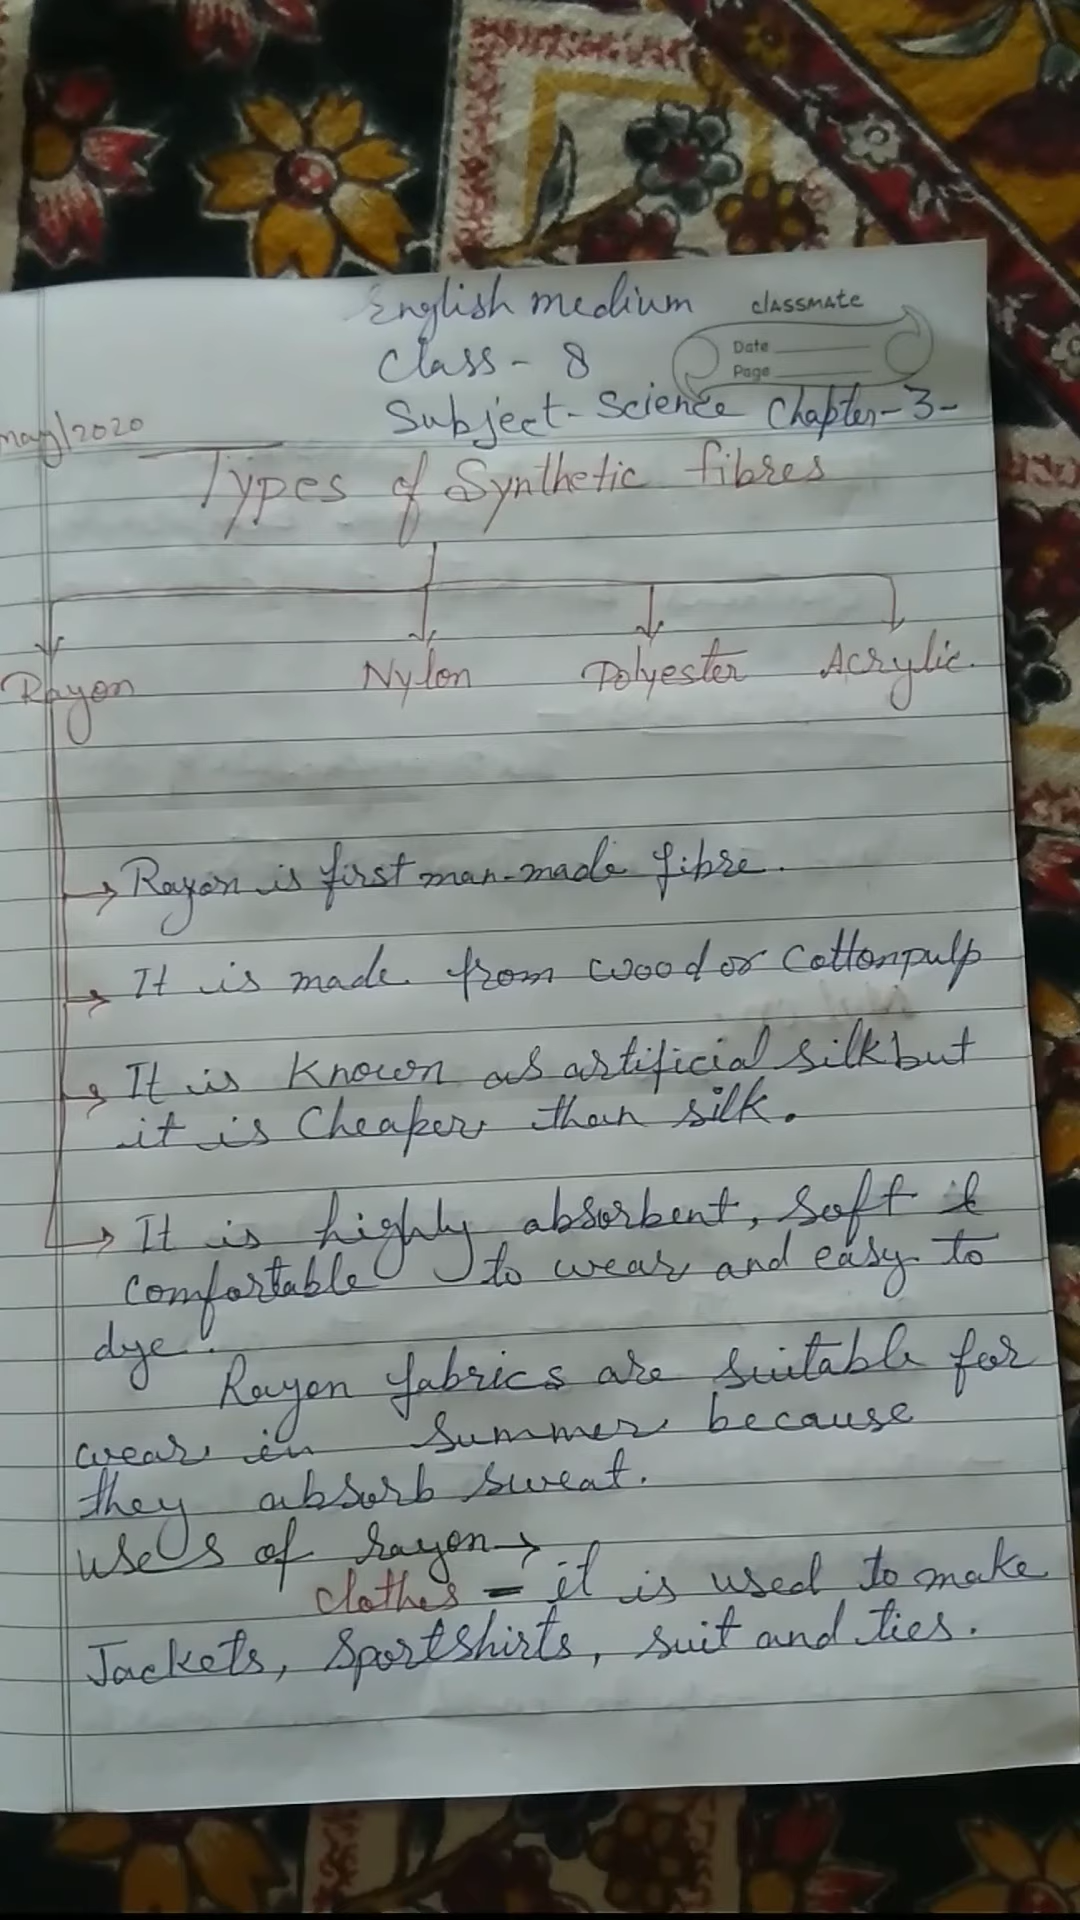 English medium
classmate
Class - 8
Date
Page
Subject - Science Chapter - 3 -
may/2020
Types of Synthetic fibres
Rayon Nylon Polyester Acrylic
→ Rayon is first man-made fibre.
→ It is made from wood or Cotton pulp
→ It is Known as artificial silk but
it is Cheaper than silk.
→ It is highly absorbent, soft &
comfortable to wear and easy to
dye.
Rayon fabrics are suitable for
wear in summer because
they absorb sweat.
uses of rayon →
clothes - it is used to make
Jackets, Sportshirts, suit and ties.